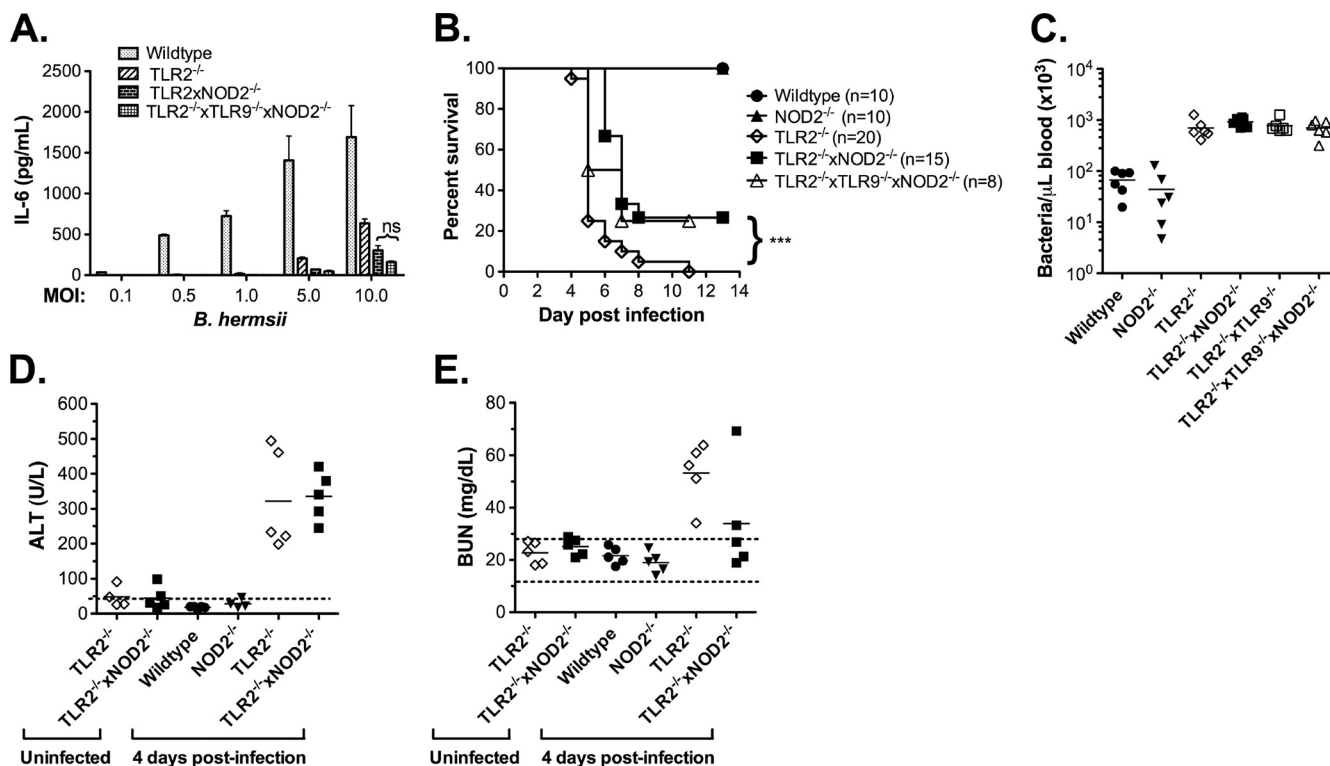 A.
Wildtype
TLR2-/-
TLR2xNOD2-/-
TLR2-/-xTLR9-/-xNOD2-/-
IL-6 (pg/mL)
2500
2000
1500
1000
500
0
ns
MOI: 0.1 0.5 1.0 5.0 10.0
B. hermsii
B.
Percent survival
100
80
60
40
20
0
0 2 4 6 8 10 12 14
Day post infection
Wildtype (n=10)
NOD2-/- (n=10)
TLR2-/- (n=20)
TLR2-/-xNOD2-/- (n=15)
TLR2-/-xTLR9-/-xNOD2-/- (n=8)
***
C.
Bacteria/μL blood (x10³)
10⁴
10³
10²
10¹
10⁰
Wildtype
NOD2-/-
TLR2-/-
TLR2-/-xNOD2-/-
TLR2-/-xTLR9-/-
TLR2-/-xTLR9-/-xNOD2-/-
D.
ALT (U/L)
600
500
400
300
200
100
0
TLR2-/-
TLR2-/-xNOD2-/-
Wildtype
NOD2-/-
TLR2-/-
TLR2-/-xNOD2-/-
Uninfected 4 days post-infection
E.
BUN (mg/dL)
80
60
40
20
0
TLR2-/-
TLR2-/-xNOD2-/-
Wildtype
NOD2-/-
TLR2-/-
TLR2-/-xNOD2-/-
Uninfected 4 days post-infection